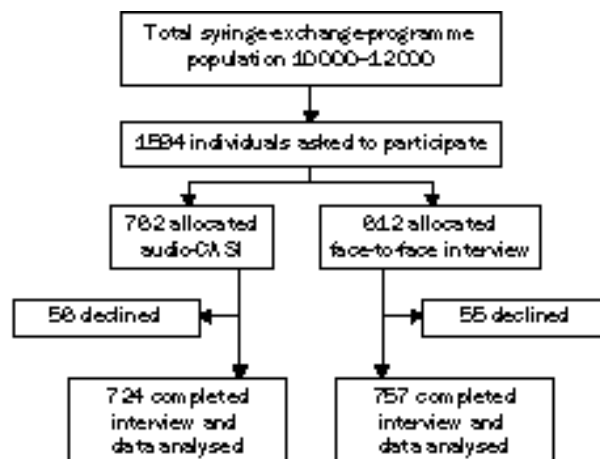 Total syringe-exchange-programme
population 10000–12000
1594 individuals asked to participate
782 allocated
audio-CASI
812 allocated
face-to-face interview
58 declined
55 declined
724 completed
interview and
data analysed
757 completed
interview and
data analysed